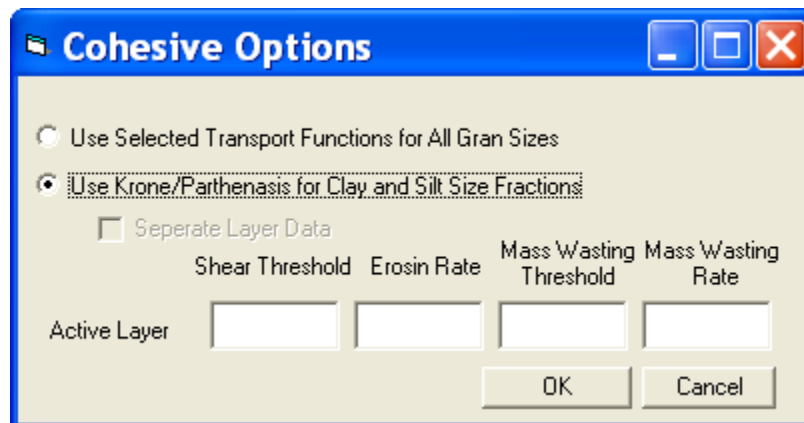 Cohesive Options
Use Selected Transport Functions for All Gran Sizes
Use Krone/Parthenasis for Clay and Silt Size Fractions
Seperate Layer Data
Shear Threshold Erosin Rate Mass Wasting Threshold Mass Wasting Rate
Active Layer
OK Cancel